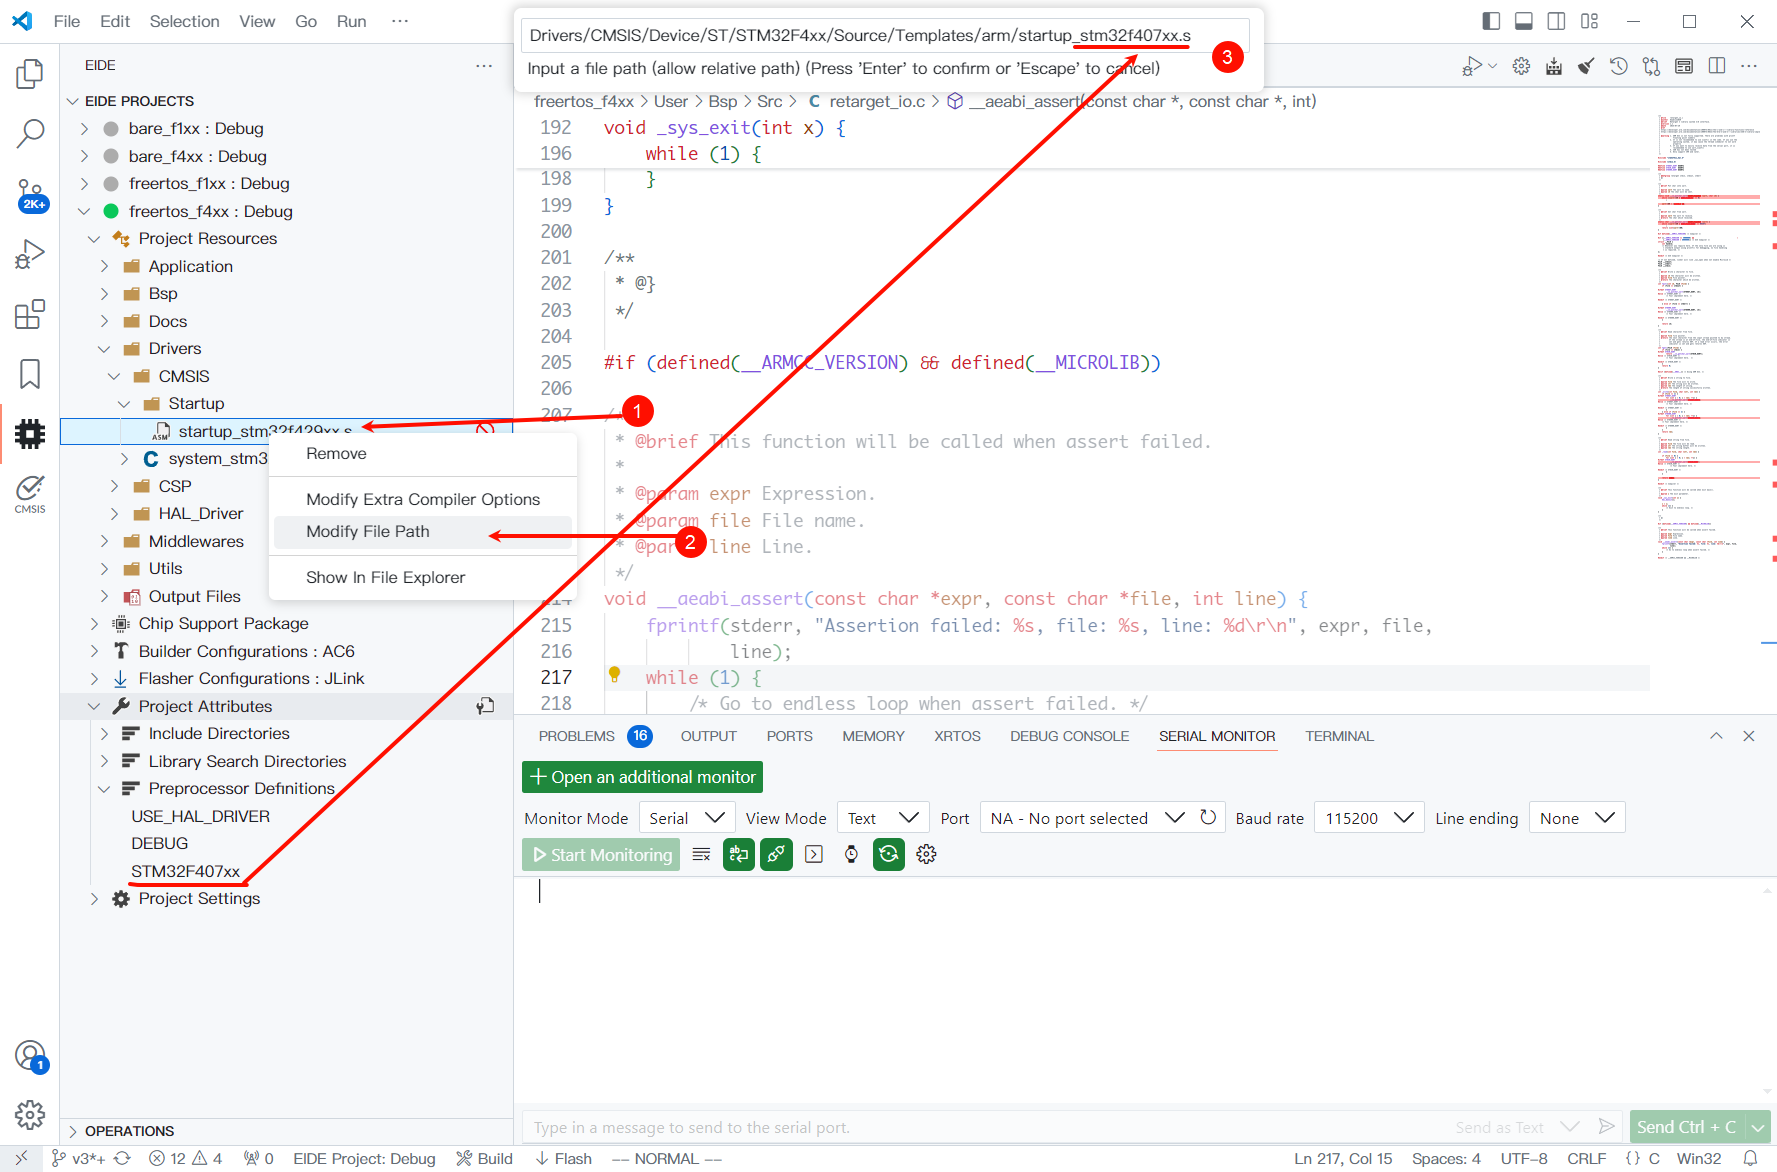 File Edit Selection View Go Run ···
Drivers/CMSIS/Device/ST/STM32F4xx/Source/Templates/arm/startup_stm32f407xx.s
3
Input a file path (allow relative path) (Press 'Enter' to confirm or 'Escape' to cancel)
EIDE
freertos_f4xx > User > Bsp > Src > C retarget_io.c > __aeabi_assert(const char *, const char *, int)
EIDE PROJECTS
bare_f1xx : Debug
bare_f4xx : Debug
freertos_f1xx : Debug
2K+
freertos_f4xx : Debug
Project Resources
Application
Bsp
Docs
Drivers
CMSIS
Startup
ASM startup_stm32f429xx.s
C system_stm3
CSP
HAL_Driver
Middlewares
Utils
Output Files
Chip Support Package
Builder Configurations : AC6
Flasher Configurations : JLink
Project Attributes
Include Directories
Library Search Directories
Preprocessor Definitions
USE_HAL_DRIVER
DEBUG
STM32F407xx
Project Settings
CMSIS
1
OPERATIONS
Remove
Modify Extra Compiler Options
Modify File Path
Show In File Explorer
1
2
192 void _sys_exit(int x) {
196 while (1) {
198 }
199 }
200
201 /**
202 * @}
203 */
204
205 #if (defined(__ARMCC_VERSION) && defined(__MICROLIB))
206
207
* @brief This function will be called when assert failed.
*
* @param expr Expression.
* @param file File name.
* @param line Line.
*/
214 void __aeabi_assert(const char *expr, const char *file, int line) {
215 fprintf(stderr, "Assertion failed: %s, file: %s, line: %d\r\n", expr, file,
216 line);
217 while (1) {
218 /* Go to endless loop when assert failed. */
PROBLEMS 16 OUTPUT PORTS MEMORY XRTOS DEBUG CONSOLE SERIAL MONITOR TERMINAL
Open an additional monitor
Monitor Mode Serial View Mode Text Port NA - No port selected Baud rate 115200 Line ending None
Start Monitoring
Type in a message to send to the serial port. Send as Text Send Ctrl + C
v3*+ 12 4 0 EIDE Project: Debug Build Flash -- NORMAL -- Ln 217, Col 15 Spaces: 4 UTF-8 CRLF {} C Win32